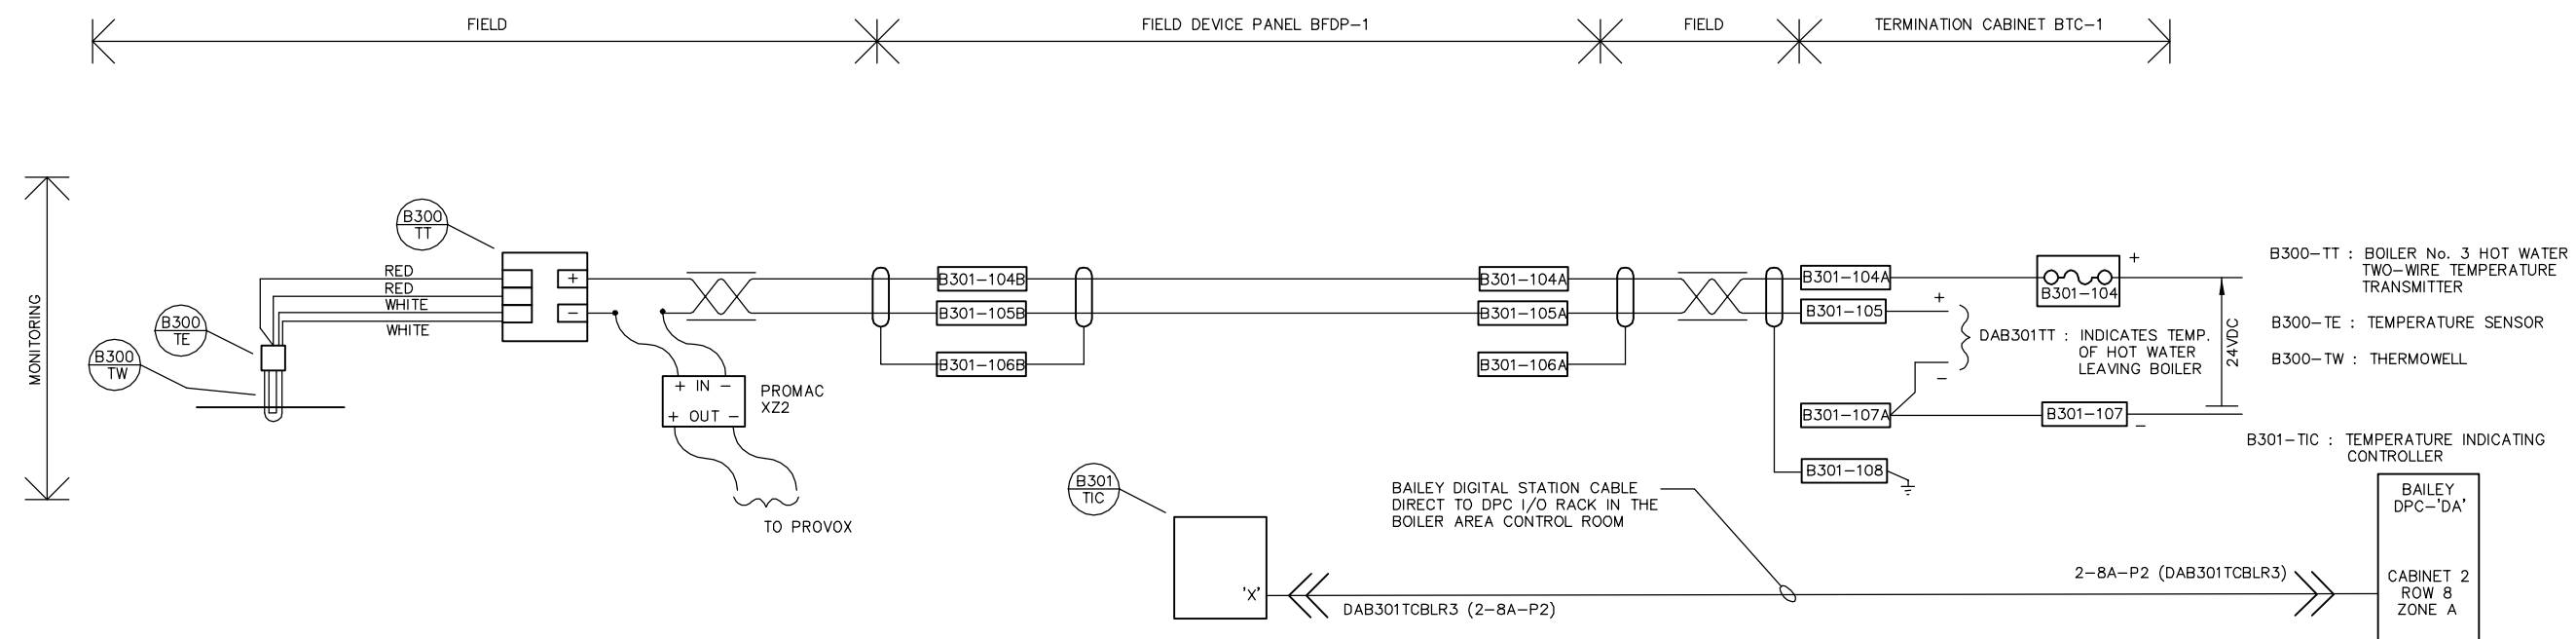 FIELD
FIELD DEVICE PANEL BFDP-1
FIELD
TERMINATION CABINET BTC-1
MONITORING
B300
TT
B300
TE
B300
TW
RED
RED
WHITE
WHITE
+
-
+ IN -
+ OUT -
PROMAC
XZ2
TO PROVOX
B301-104B
B301-105B
B301-106B
B301-104A
B301-105A
B301-106A
B301-104A
B301-105
B301-107A
B301-108
+
-
DAB301TT : INDICATES TEMP.
OF HOT WATER
LEAVING BOILER
B301-104
+
24VDC
B301-107
-
B300-TT : BOILER No. 3 HOT WATER
TWO-WIRE TEMPERATURE
TRANSMITTER
B300-TE : TEMPERATURE SENSOR
B300-TW : THERMOWELL
B301-TIC : TEMPERATURE INDICATING
CONTROLLER
B301
TIC
'X'
BAILEY DIGITAL STATION CABLE
DIRECT TO DPC I/O RACK IN THE
BOILER AREA CONTROL ROOM
DAB301TCBLR3 (2-8A-P2)
2-8A-P2 (DAB301TCBLR3)
BAILEY
DPC-'DA'
CABINET 2
ROW 8
ZONE A